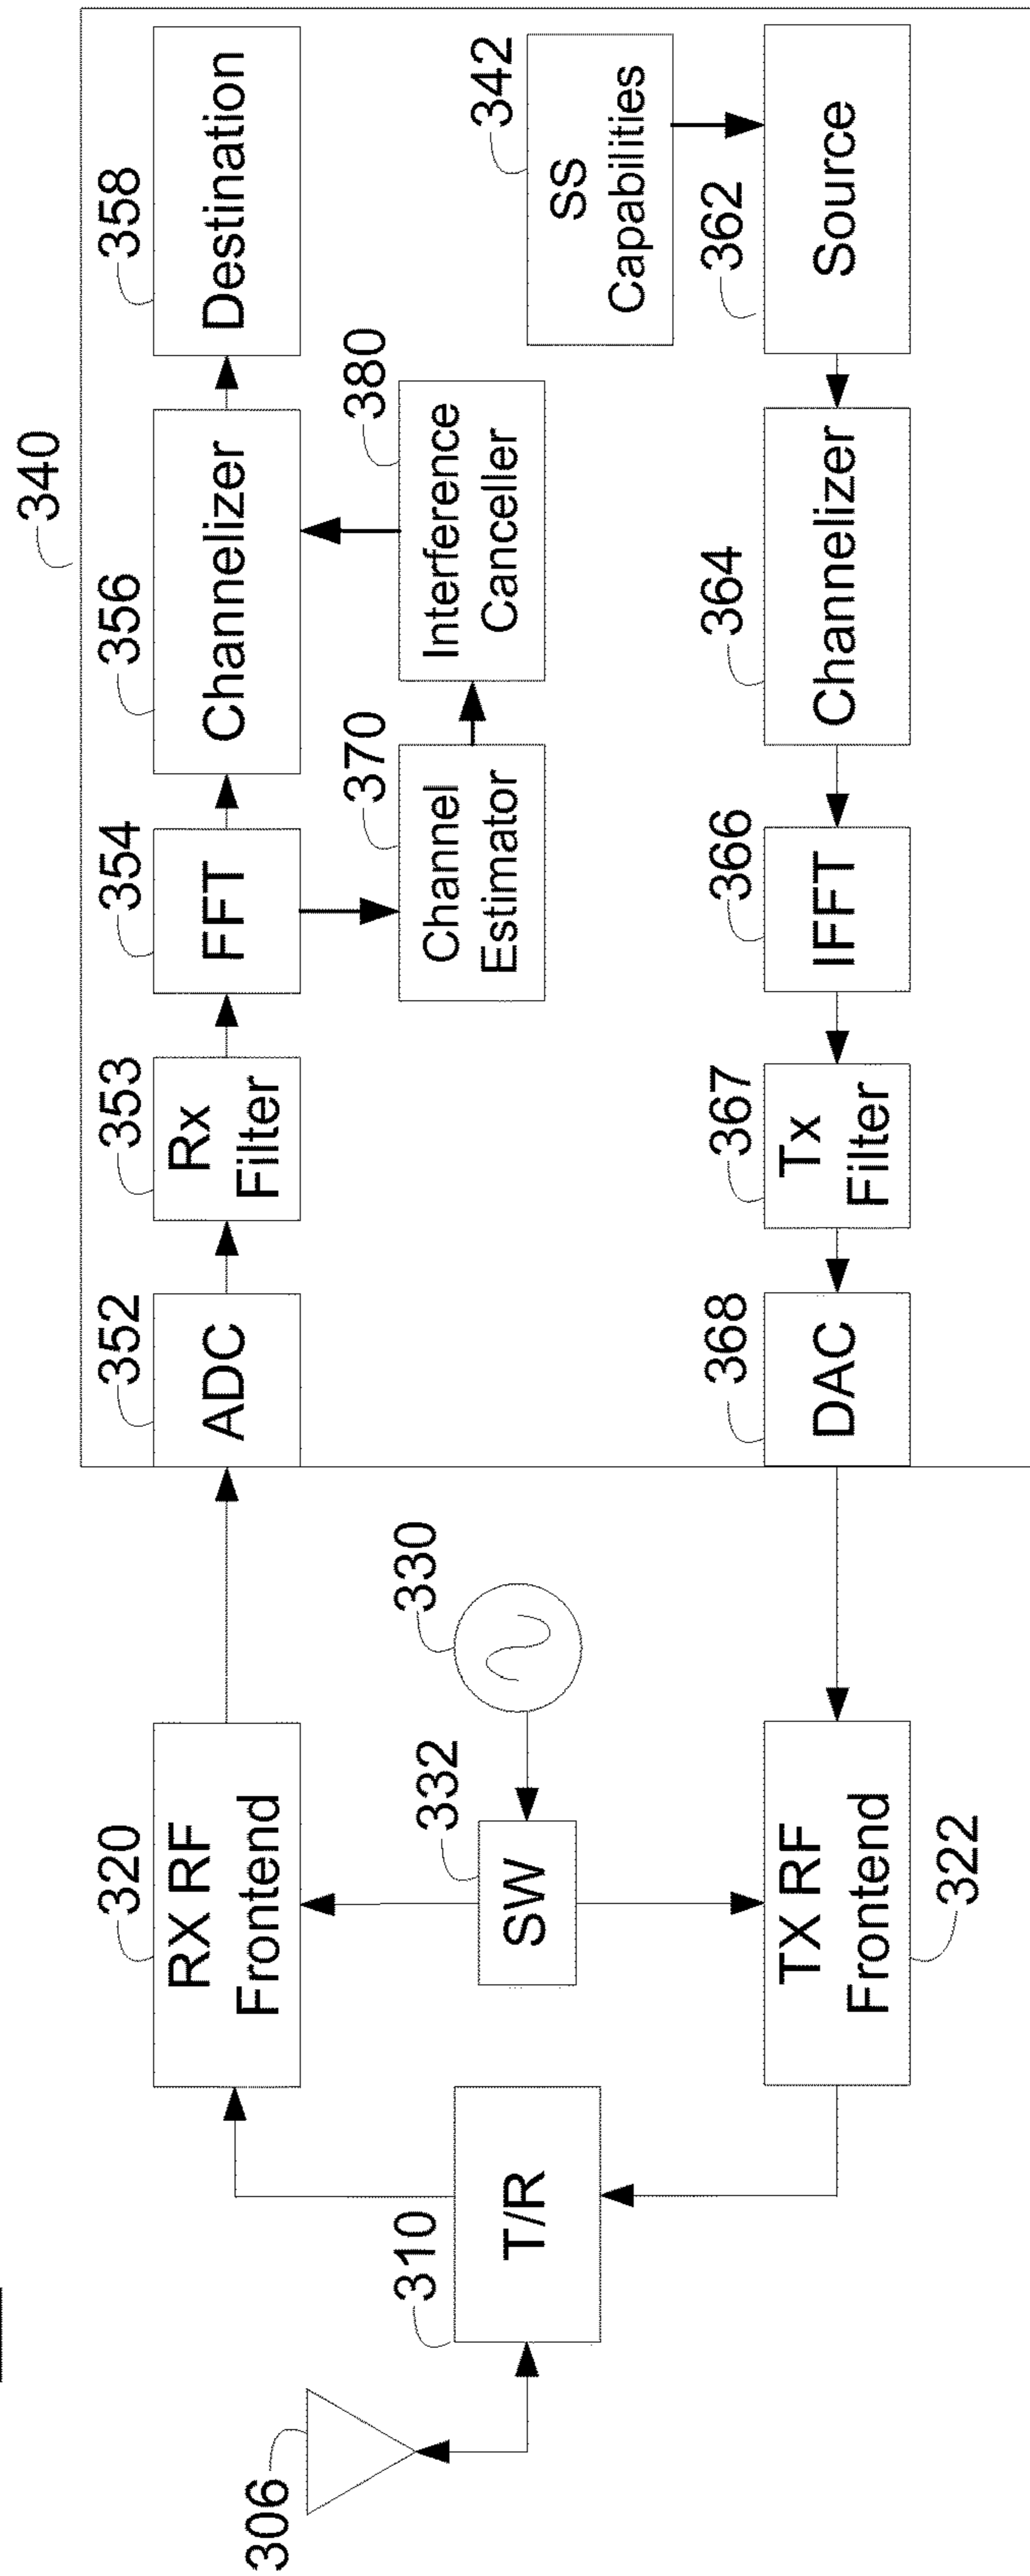 340
320
352
353
354
356
358
RX RF
Frontend
ADC
Rx
Filter
FFT
Channelizer
Destination
306
310
332
330
370
380
342
T/R
SW
Channel
Estimator
Interference
Canceller
SS
Capabilities
368
367
366
364
362
TX RF
Frontend
DAC
Tx
Filter
IFFT
Channelizer
Source
322